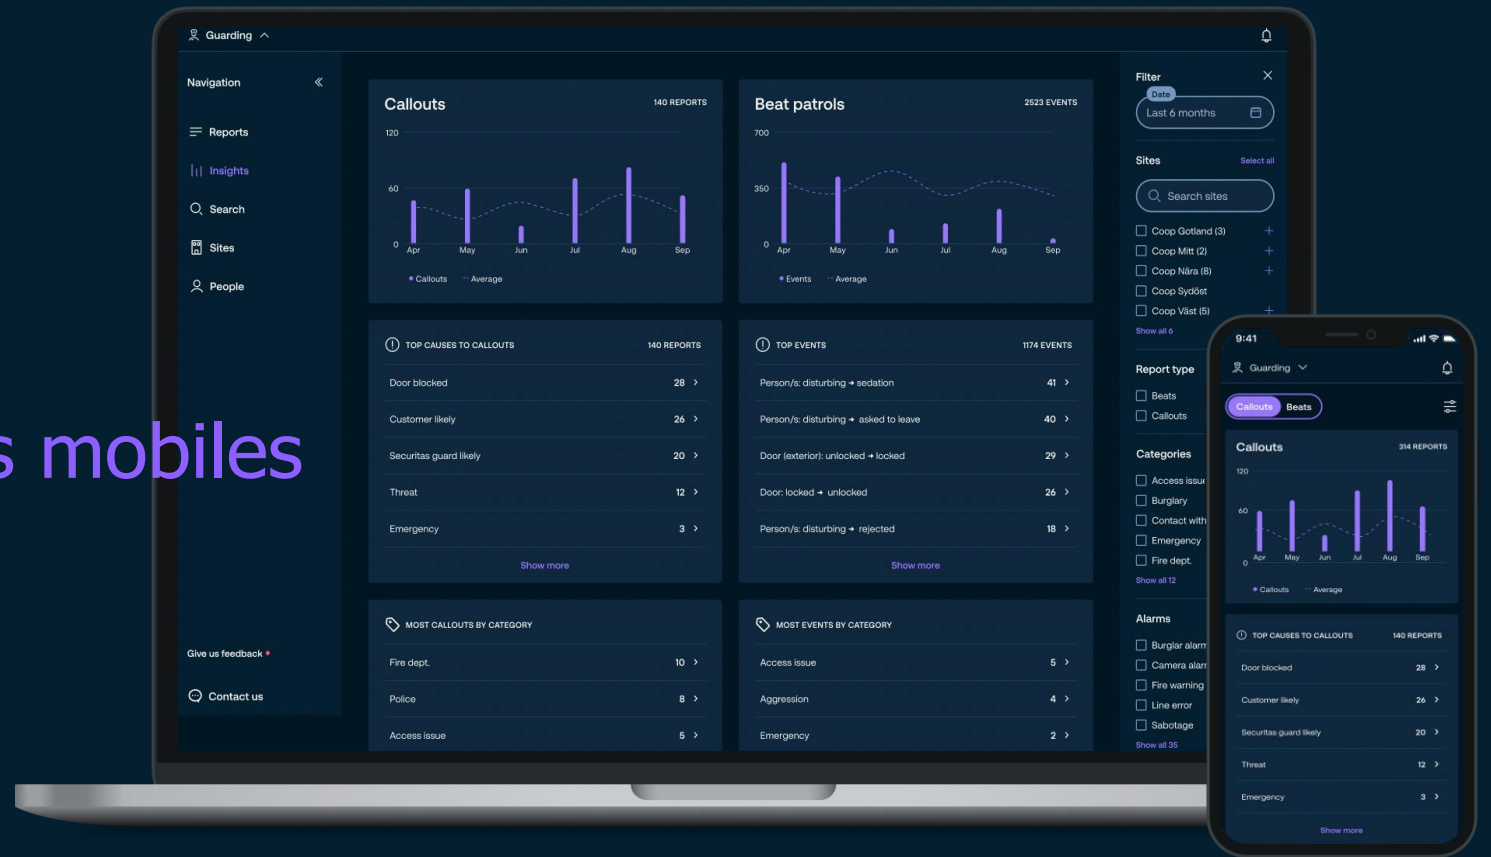 s mobiles
Guarding
Navigation
Reports
Insights
Search
Sites
People
Give us feedback
Contact us
Callouts 140 REPORTS
120
60
0
Apr May Jun Jul Aug Sep
Callouts Average
Beat patrols 2523 EVENTS
700
350
0
Apr May Jun Jul Aug Sep
Events Average
TOP CAUSES TO CALLOUTS 140 REPORTS
Door blocked 28
Customer likely 26
Securitas guard likely 20
Threat 12
Emergency 3
Show more
TOP EVENTS 1174 EVENTS
Person/s: disturbing → sedation 41
Person/s: disturbing → asked to leave 40
Door (exterior): unlocked → locked 29
Door: locked → unlocked 26
Person/s: disturbing → rejected 18
Show more
MOST CALLOUTS BY CATEGORY
Fire dept. 10
Police 8
Access issue 5
MOST EVENTS BY CATEGORY
Access issue 5
Aggression 4
Emergency 2
Filter
Date
Last 6 months
Sites Select all
Search sites
Coop Gotland (3)
Coop Mitt (2)
Coop Nära (8)
Coop Sydöst
Coop Väst (5)
Show all 6
Report type
Beats
Callouts
Categories
Access issue
Burglary
Contact with
Emergency
Fire dept.
Show all 12
Alarms
Burglar alarm
Camera alarm
Fire warning
Line error
Sabotage
Show all 35
9:41
Guarding
Callouts Beats
Callouts 314 REPORTS
120
60
0
Apr May Jun Jul Aug Sep
Callouts Average
TOP CAUSES TO CALLOUTS 140 REPORTS
Door blocked 28
Customer likely 26
Securitas guard likely 20
Threat 12
Emergency 3
Show more